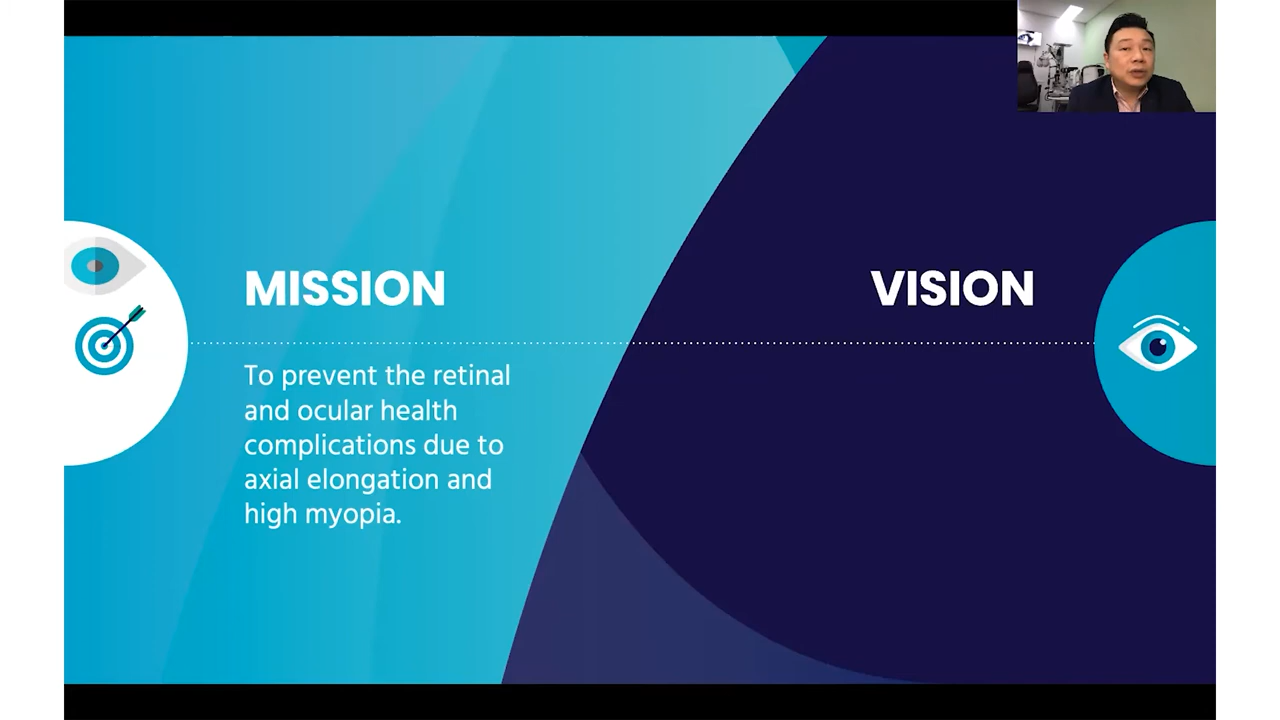 MISSION
VISION
To prevent the retinal
and ocular health
complications due to
axial elongation and
high myopia.